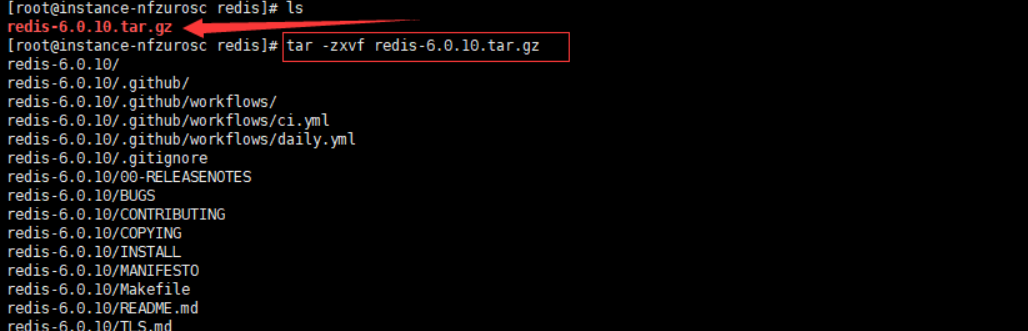 [root@instance-nfzurosc redis]# ls
redis-6.0.10.tar.gz
[root@instance-nfzurosc redis]# tar -zxvf redis-6.0.10.tar.gz
redis-6.0.10/
redis-6.0.10/.github/
redis-6.0.10/.github/workflows/
redis-6.0.10/.github/workflows/ci.yml
redis-6.0.10/.github/workflows/daily.yml
redis-6.0.10/.gitignore
redis-6.0.10/00-RELEASENOTES
redis-6.0.10/BUGS
redis-6.0.10/CONTRIBUTING
redis-6.0.10/COPYING
redis-6.0.10/INSTALL
redis-6.0.10/MANIFESTO
redis-6.0.10/Makefile
redis-6.0.10/README.md
redis-6.0.10/TLS.md